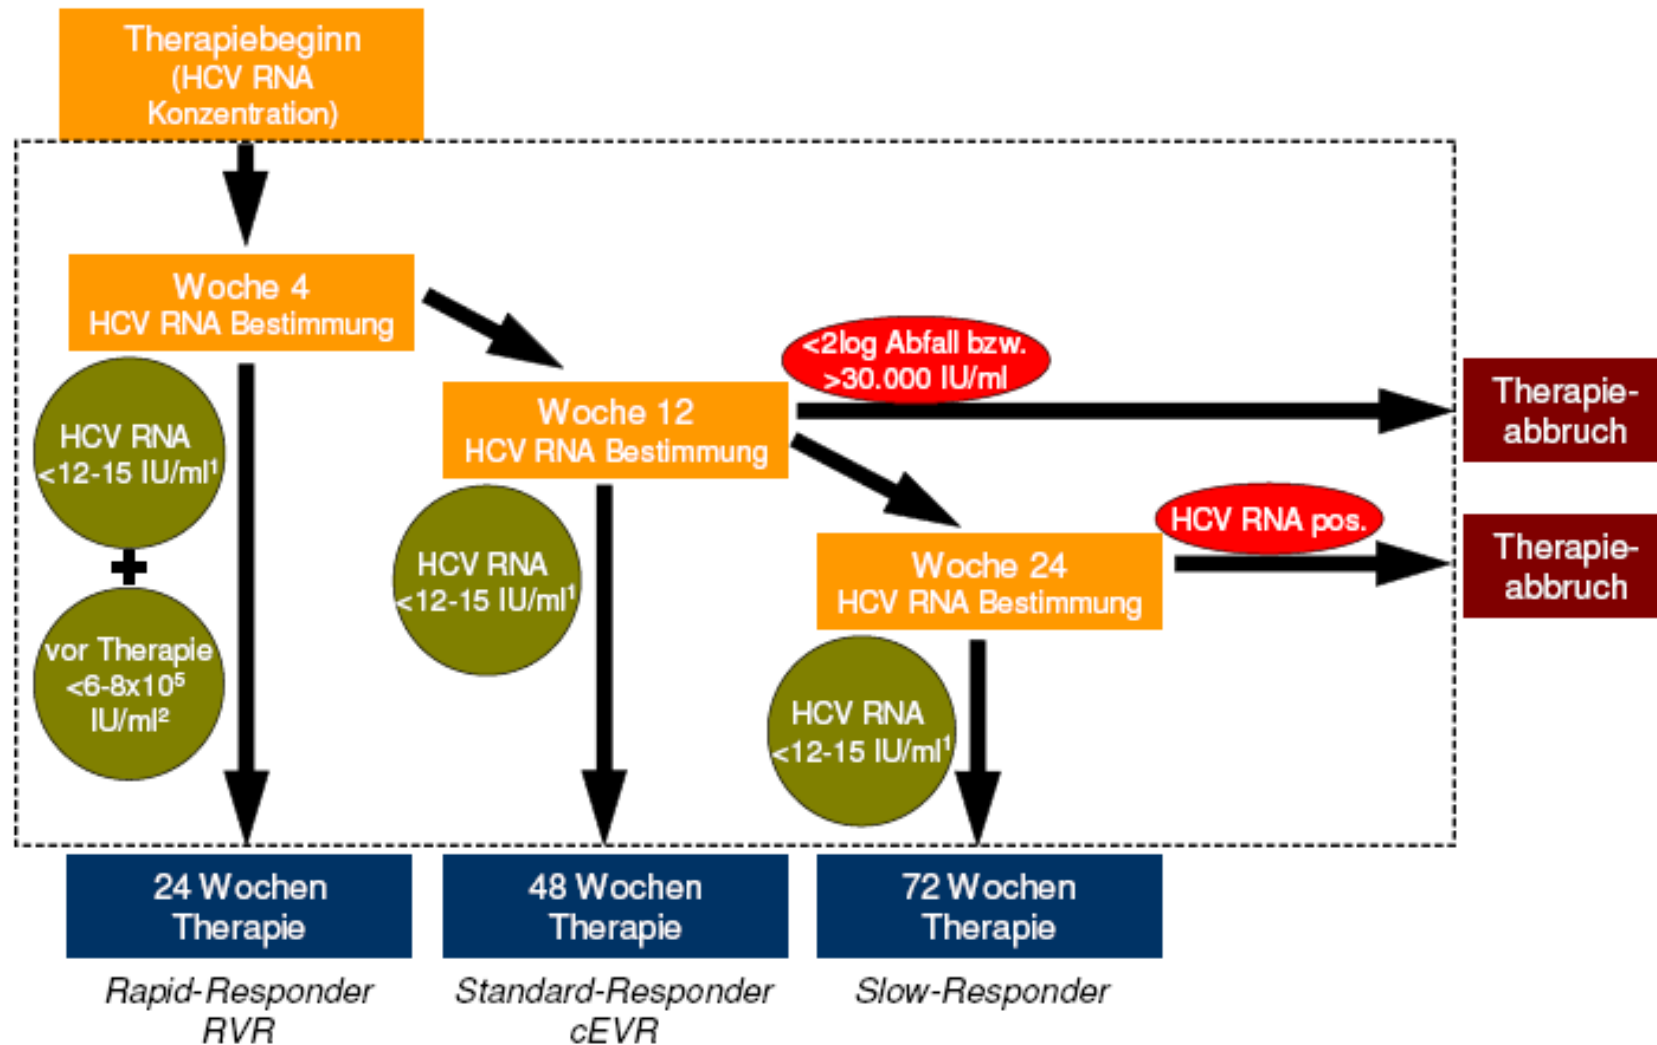 Therapiebeginn
(HCV RNA
Konzentration)
Woche 4
HCV RNA Bestimmung
HCV RNA
<12-15 IU/ml¹
+
vor Therapie
<6-8x10⁵
IU/ml²
Woche 12
HCV RNA Bestimmung
<2log Abfall bzw.
>30.000 IU/ml
Therapie-
abbruch
HCV RNA
<12-15 IU/ml¹
Woche 24
HCV RNA Bestimmung
HCV RNA pos.
Therapie-
abbruch
HCV RNA
<12-15 IU/ml¹
24 Wochen
Therapie
48 Wochen
Therapie
72 Wochen
Therapie
Rapid-Responder
RVR
Standard-Responder
cEVR
Slow-Responder